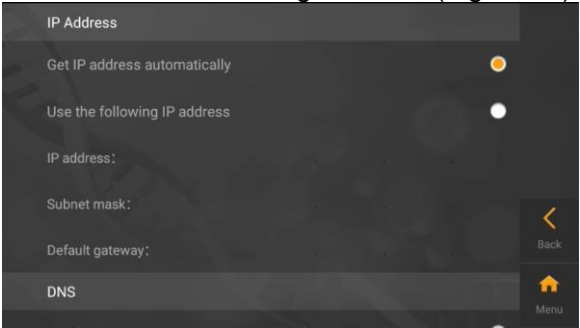 IP Address
Get IP address automatically
Use the following IP address
IP address:
Subnet mask:
Default gateway:
Back
DNS
Menu